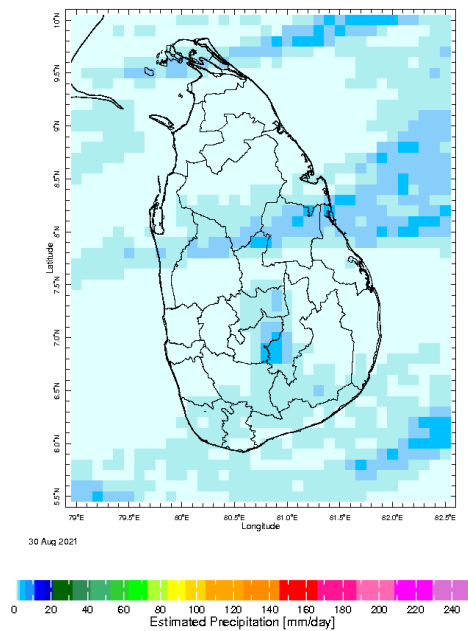 10°N
9.5°N
9°N
8.5°N
8°N
7.5°N
7.0°N
6.5°N
6.0°N
5.5°N
Latitude
79°E 79.5°E 80°E 80.5°E 81.0°E 81.5°E 82.0°E 82.5°E
Longitude
30 Aug 2021
0 20 40 60 80 100 120 140 160 180 200 220 240
Estimated Precipitation [mm/day]